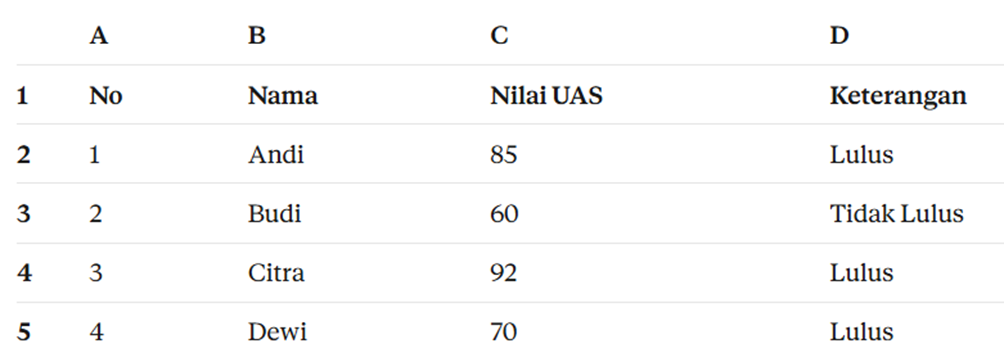 A B C D
1 No Nama Nilai UAS Keterangan
2 1 Andi 85 Lulus
3 2 Budi 60 Tidak Lulus
4 3 Citra 92 Lulus
5 4 Dewi 70 Lulus